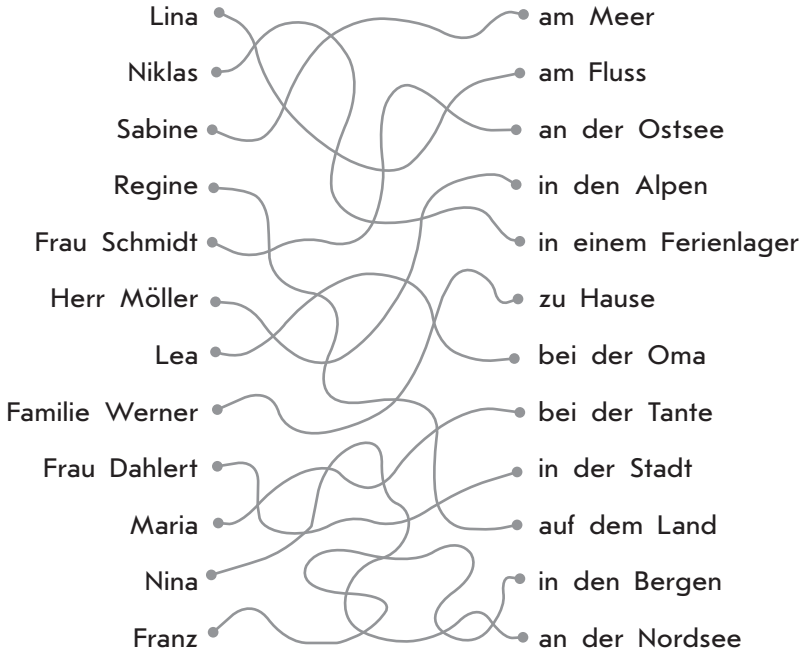 Lina am Meer
Niklas am Fluss
Sabine an der Ostsee
Regine in den Alpen
Frau Schmidt in einem Ferienlager
Herr Möller zu Hause
Lea bei der Oma
Familie Werner bei der Tante
Frau Dahlert in der Stadt
Maria auf dem Land
Nina in den Bergen
Franz an der Nordsee